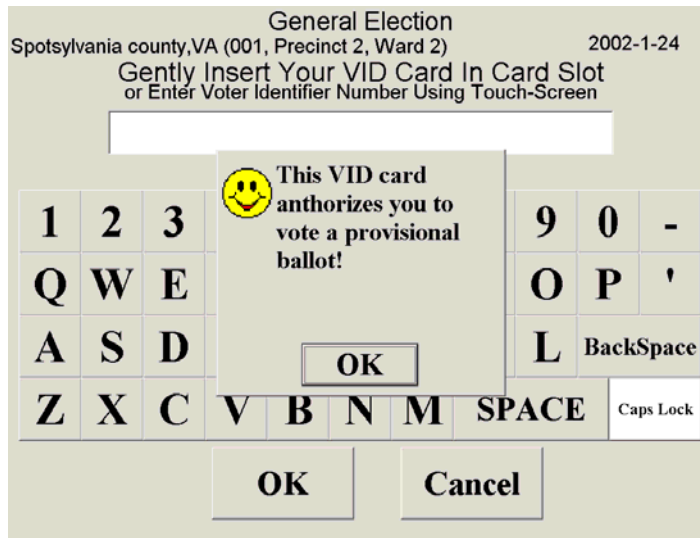 General Election
Spotsylvania county,VA (001, Precinct 2, Ward 2) 2002-1-24
Gently Insert Your VID Card In Card Slot
or Enter Voter Identifier Number Using Touch-Screen
This VID card
anthorizes you to
vote a provisional
ballot!
OK
1 2 3 9 0 -
Q W E O P '
A S D L BackSpace
Z X C V B N M SPACE Caps Lock
OK Cancel